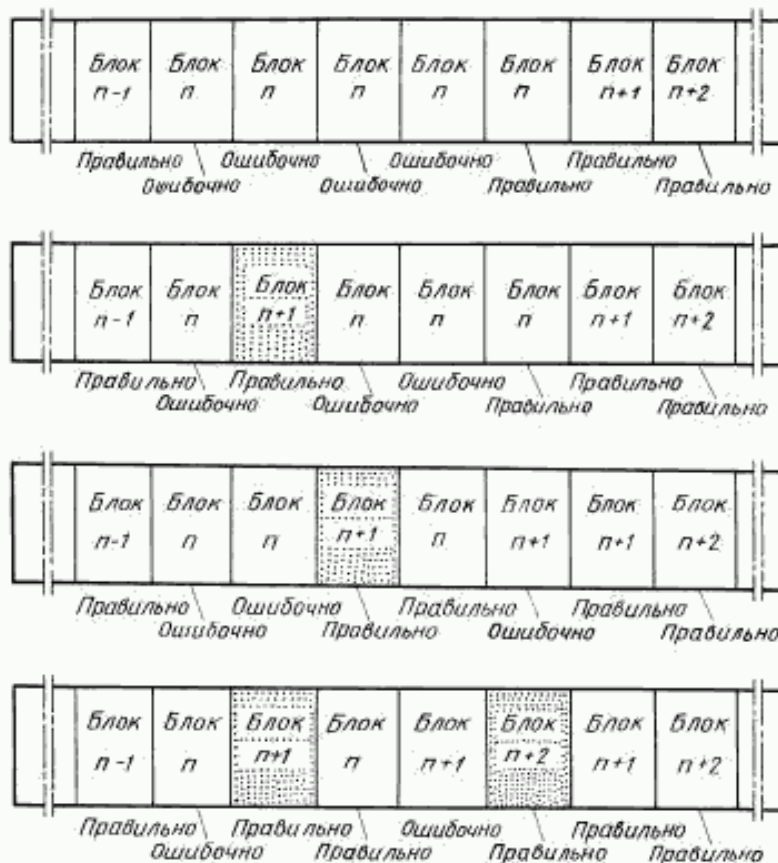 Блок Блок Блок Блок Блок Блок Блок Блок
n-1 n n n n n n+1 n+2
Правильно Ошибочно Ошибочно Правильно
Ошибочно Ошибочно Правильно Правильно
Блок Блок Блок Блок Блок Блок Блок Блок
n-1 n n+1 n n n n+1 n+2
Правильно Правильно Ошибочно Правильно
Ошибочно Ошибочно Правильно Правильно
Блок Блок Блок Блок Блок Блок Блок Блок
n-1 n n n+1 n n+1 n+1 n+2
Правильно Ошибочно Правильно Правильно
Ошибочно Правильно Ошибочно Правильно
Блок Блок Блок Блок Блок Блок Блок Блок
n-1 n n+1 n n+1 n+2 n+1 n+2
Правильно Правильно Ошибочно Правильно
Ошибочно Правильно Правильно Правильно